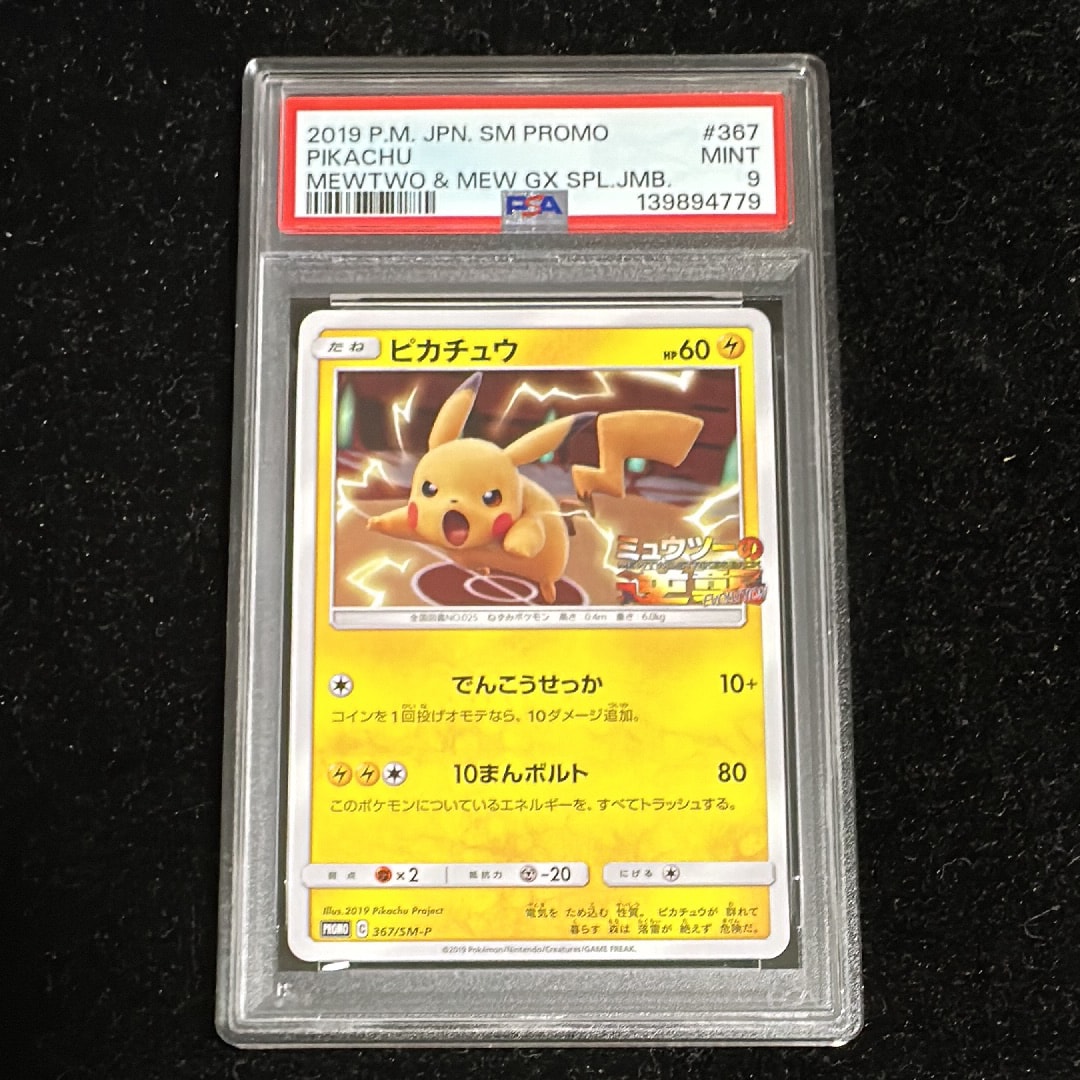 2019 P.M. JPN. SM PROMO #367
PIKACHU MINT
MEWTWO & MEW GX SPL.JMB. 9
PSA 139894779
たね ピカチュウ HP60
ミュウツーの
逆襲
EVOLUTION
全国図鑑NO.025 ねずみポケモン 高さ 0.4m 重さ 6.0kg
でんこうせっか 10+
コインを1回投げオモテなら、10ダメージ追加。
10まんボルト 80
このポケモンについているエネルギーを、すべてトラッシュする。
弱点 ×2 抵抗力 -20 にげる
Illus.2019 Pikachu Project
電気を ため込む 性質。 ピカチュウが 群れて
暮らす 森は 落雷が 絶えず 危険だ。
PROMO C 367/SM-P
©2019 Pokémon/Nintendo/Creatures/GAME FREAK.